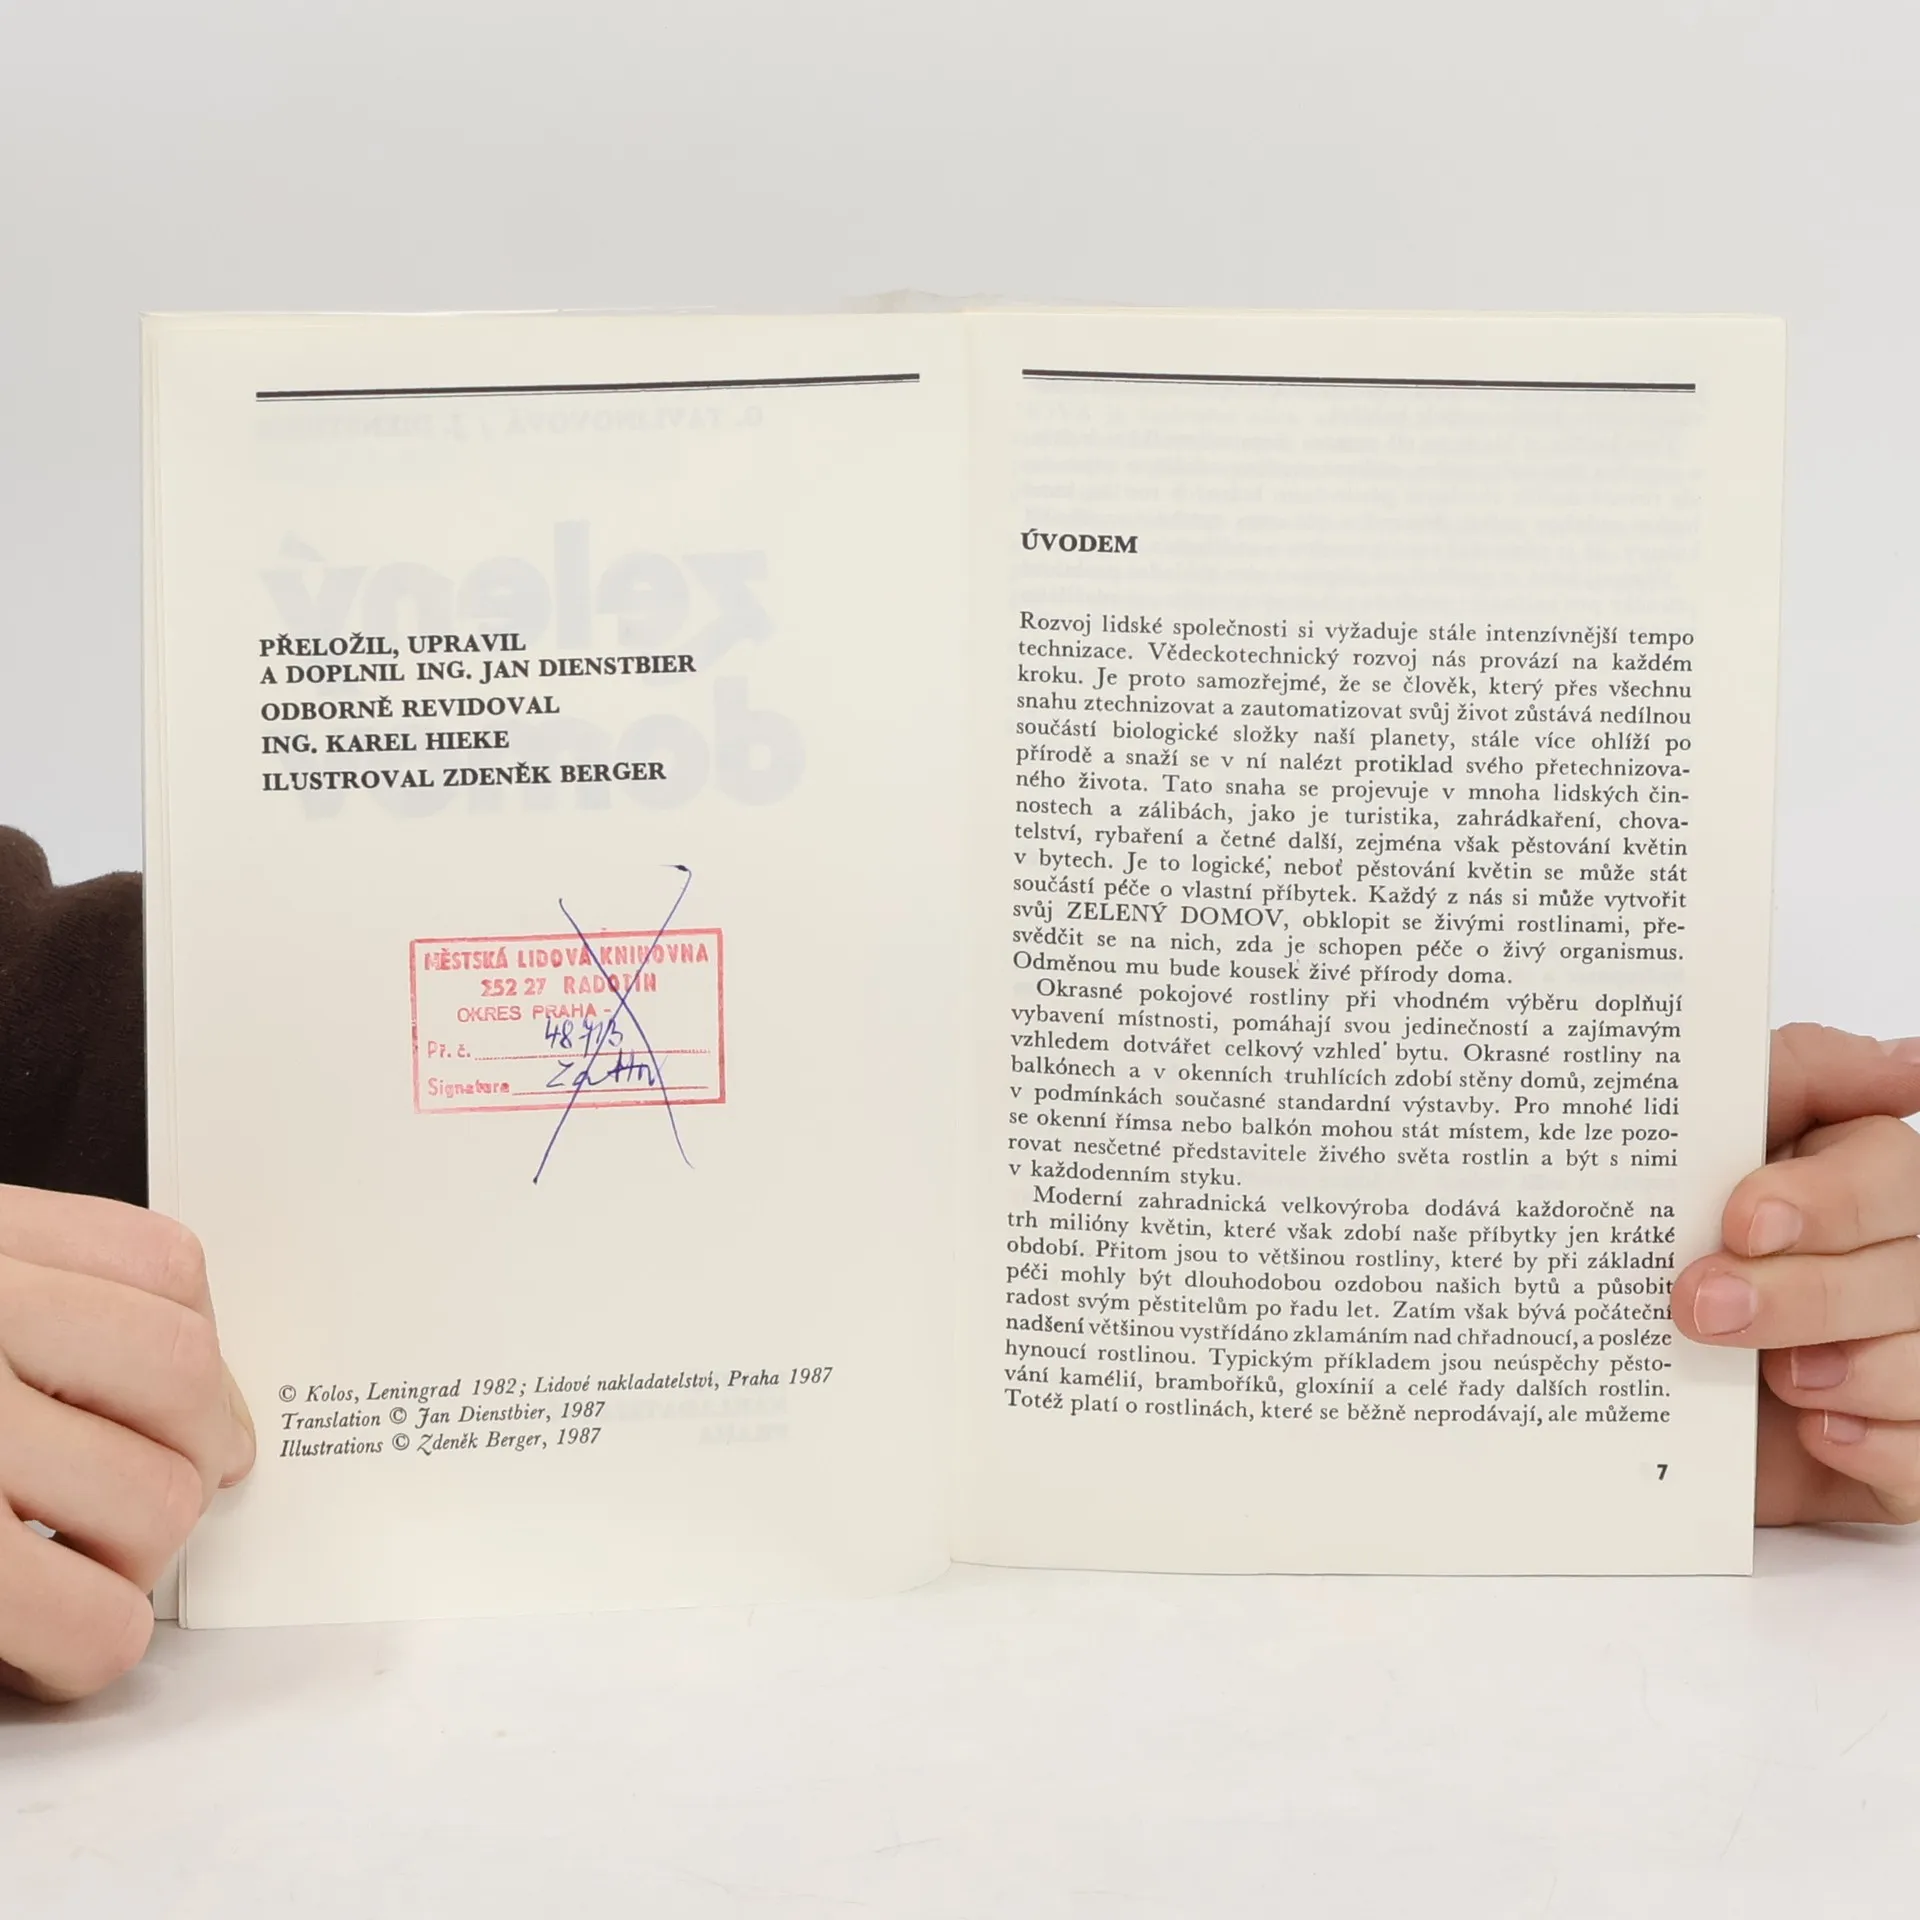 PŘELOŽIL, UPRAVIL
A DOPLNIL ING. JAN DIENSTBIER
ODBORNĚ REVIDOVAL
ING. KAREL HIEKE
ILUSTROVAL ZDENĚK BERGER
MĚSTSKÁ LIDOVÁ KNIHOVNA
252 27 RADOTÍN
OKRES PRAHA -
Př. č.
Signatura
© Kolos, Leningrad 1982; Lidové nakladatelství, Praha 1987
Translation © Jan Dienstbier, 1987
Illustrations © Zdeněk Berger, 1987
ÚVODEM
Rozvoj lidské společnosti si vyžaduje stále intenzívnější tempo
technizace. Vědeckotechnický rozvoj nás provází na každém
kroku. Je proto samozřejmé, že se člověk, který přes všechnu
snahu ztechnizovat a zautomatizovat svůj život zůstává nedílnou
součástí biologické složky naší planety, stále více ohlíží po
přírodě a snaží se v ní nalézt protiklad svého přetechnizova-
ného života. Tato snaha se projevuje v mnoha lidských čin-
nostech a zálibách, jako je turistika, zahrádkaření, chova-
telství, rybaření a četné další, zejména však pěstování květin
v bytech. Je to logické, neboť pěstování květin se může stát
součástí péče o vlastní příbytek. Každý z nás si může vytvořit
svůj ZELENÝ DOMOV, obklopit se živými rostlinami, pře-
svědčit se na nich, zda je schopen péče o živý organismus.
Odměnou mu bude kousek živé přírody doma.
Okrasné pokojové rostliny při vhodném výběru doplňují
vybavení místnosti, pomáhají svou jedinečností a zajímavým
vzhledem dotvářet celkový vzhled bytu. Okrasné rostliny na
balkónech a v okenních truhlících zdobí stěny domů, zejména
v podmínkách současné standardní výstavby. Pro mnohé lidi
se okenní římsa nebo balkón mohou stát místem, kde lze pozo-
rovat nesčetné představitele živého světa rostlin a být s nimi
v každodenním styku.
Moderní zahradnická velkovýroba dodává každoročně na
trh milióny květin, které však zdobí naše příbytky jen krátké
období. Přitom jsou to většinou rostliny, které by při základní
péči mohly být dlouhodobou ozdobou našich bytů a působit
radost svým pěstitelům po řadu let. Zatím však bývá počáteční
nadšení většinou vystřídáno zklamáním nad chřadnoucí, a posléze
hynoucí rostlinou. Typickým příkladem jsou neúspěchy pěsto-
vání kamélií, bramboříků, gloxínií a celé řady dalších rostlin.
Totéž platí o rostlinách, které se běžně neprodávají, ale můžeme
7